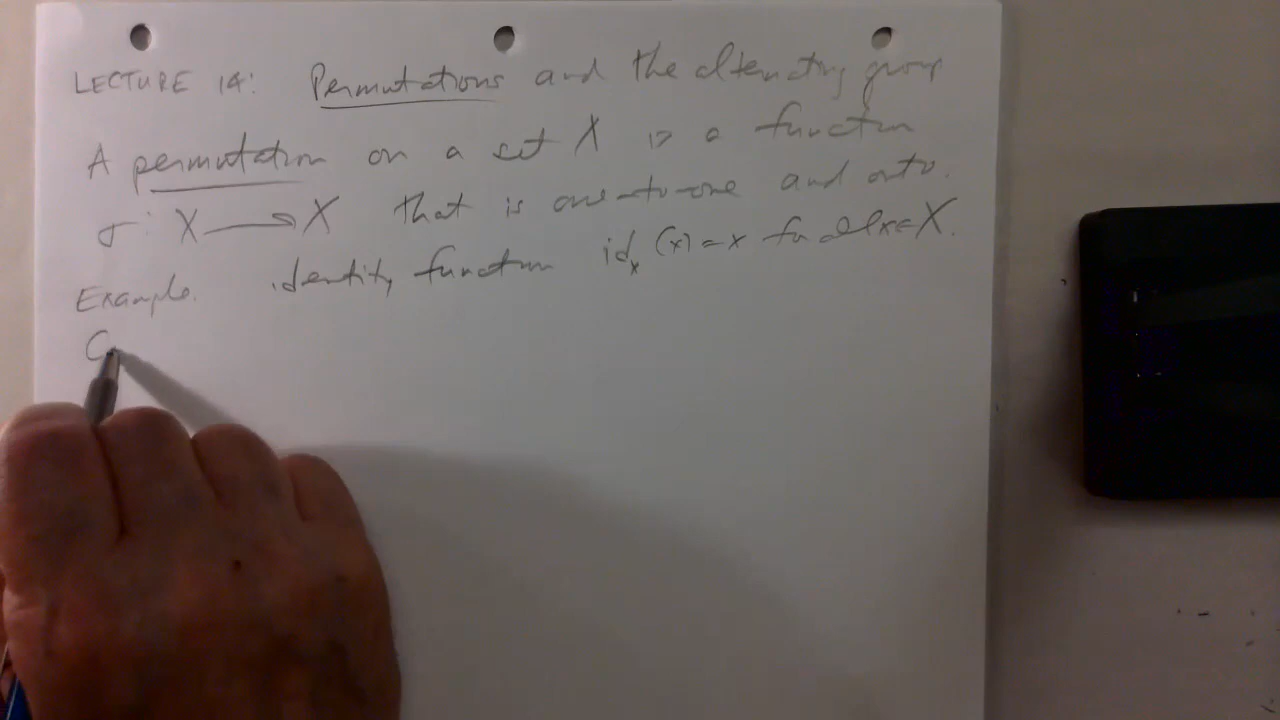 LECTURE 14: Permutations and the alternating group
A permutation on a set X is a function
σ: X → X that is one-to-one and onto.
Example. identity function id_X (x) = x for all x ∈ X.
C